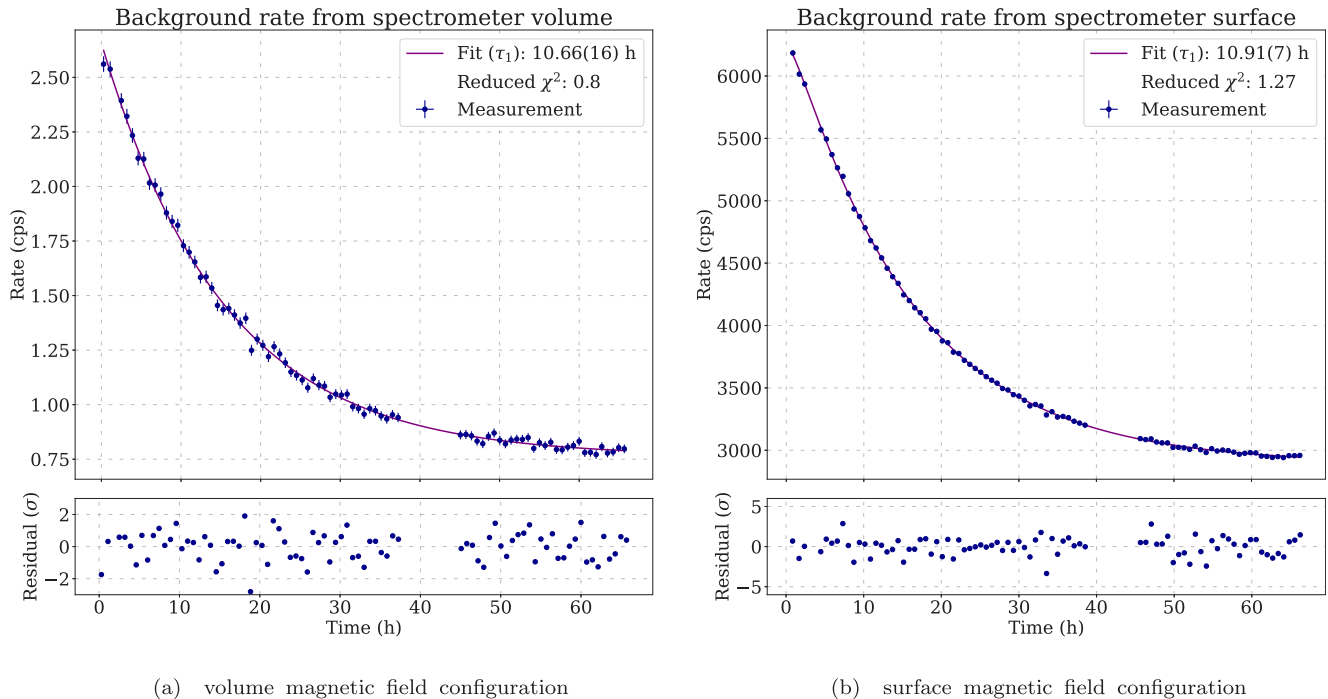 Background rate from spectrometer volume
Fit (τ₁): 10.66(16) h
Reduced χ²: 0.8
Measurement
2.50
2.25
2.00
1.75
1.50
1.25
1.00
0.75
Rate (cps)
2
0
−2
Residual (σ)
0 10 20 30 40 50 60
Time (h)
(a) volume magnetic field configuration
Background rate from spectrometer surface
Fit (τ₁): 10.91(7) h
Reduced χ²: 1.27
Measurement
6000
5500
5000
4500
4000
3500
3000
Rate (cps)
5
0
−5
Residual (σ)
0 10 20 30 40 50 60
Time (h)
(b) surface magnetic field configuration